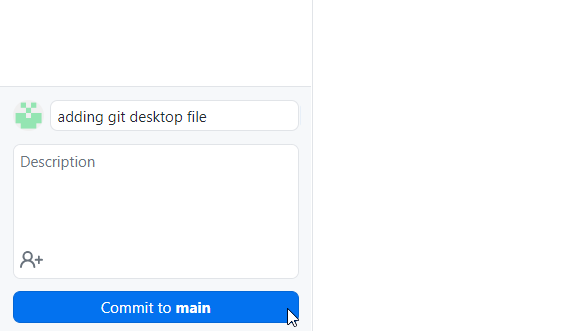 adding git desktop file
Description
Commit to main